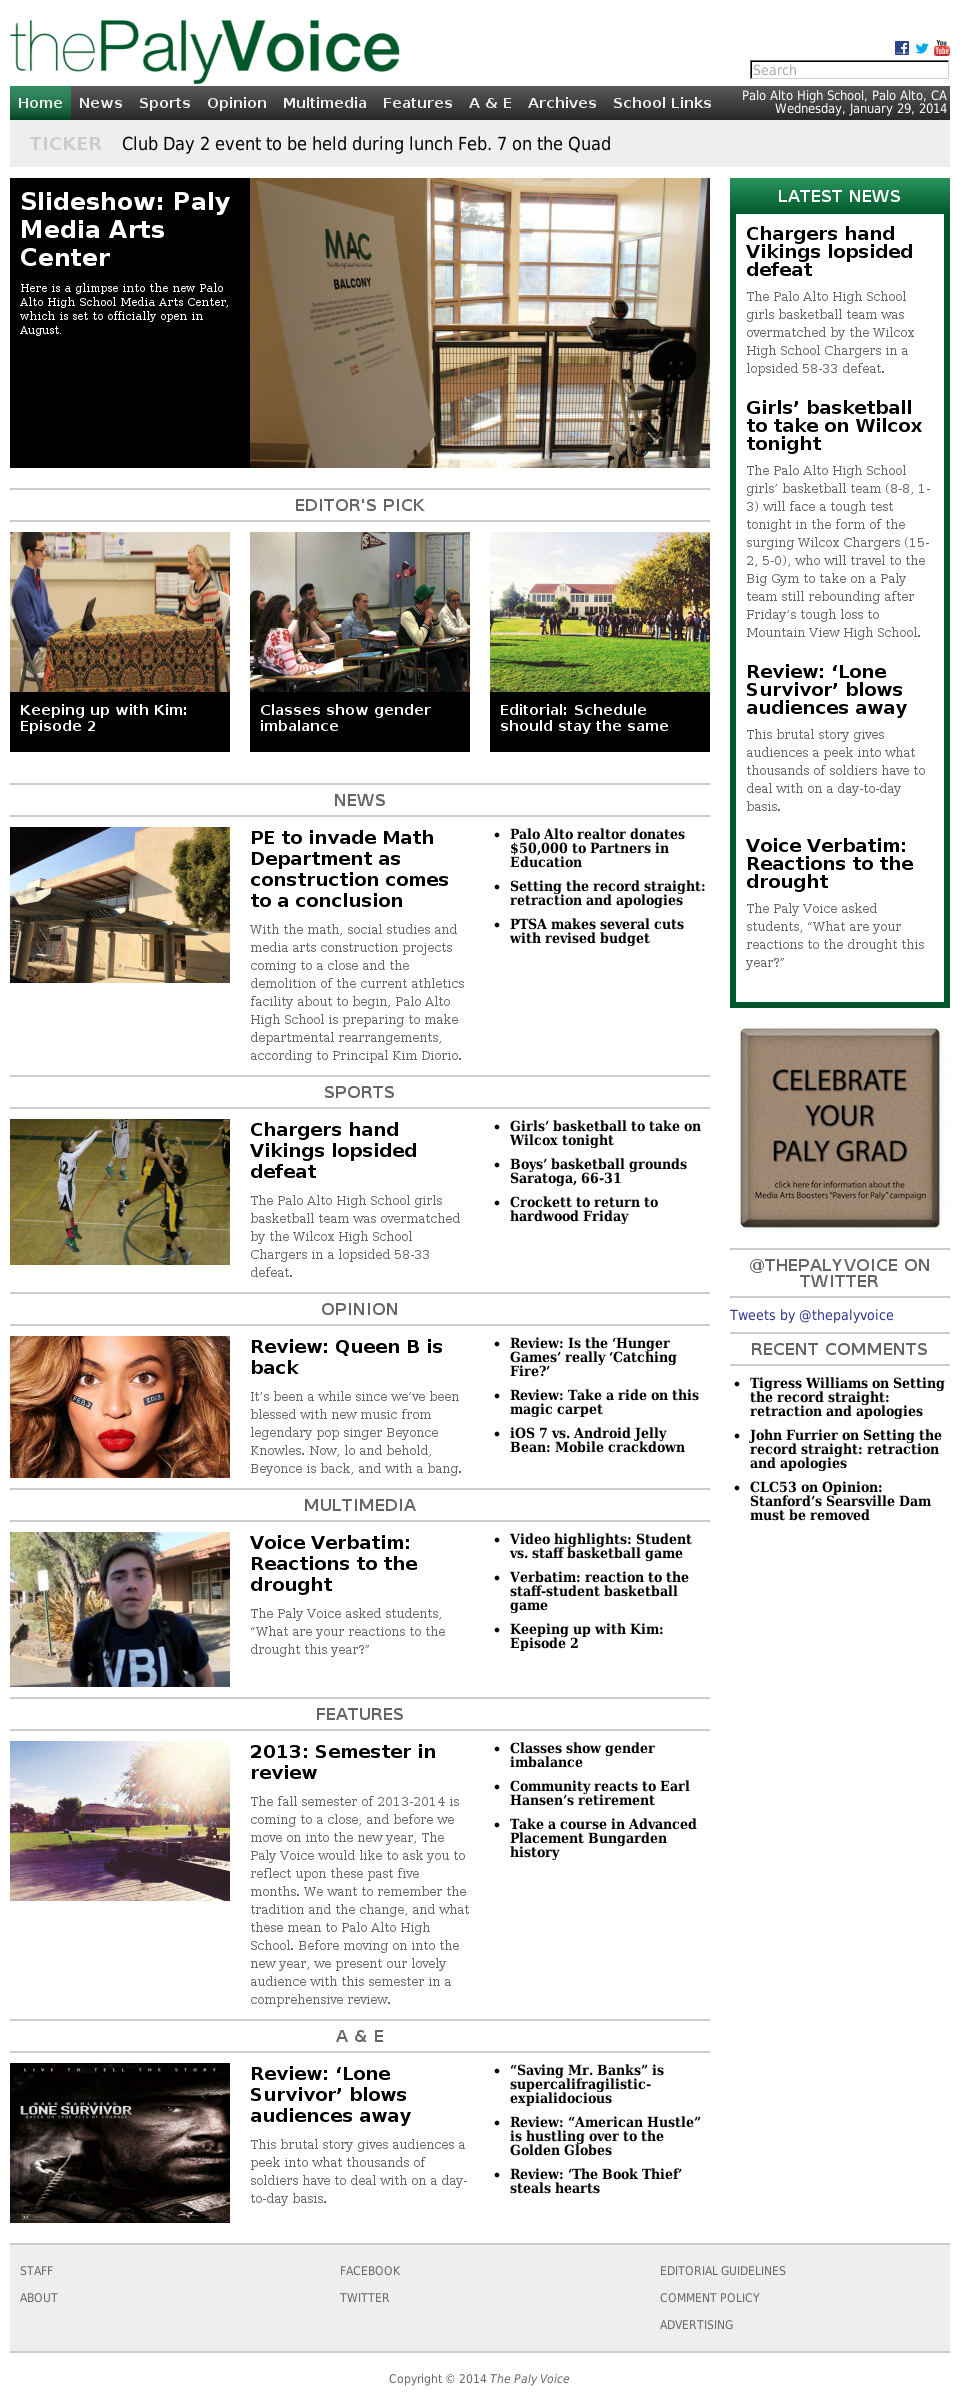 thePalyVoice
Search
Home News Sports Opinion Multimedia Features A & E Archives School Links
Palo Alto High School, Palo Alto, CA
Wednesday, January 29, 2014
TICKER Club Day 2 event to be held during lunch Feb. 7 on the Quad
Slideshow: Paly
Media Arts
Center
Here is a glimpse into the new Palo
Alto High School Media Arts Center,
which is set to officially open in
August.
MAC
BALCONY
EDITOR'S PICK
Keeping up with Kim:
Episode 2
Classes show gender
imbalance
Editorial: Schedule
should stay the same
NEWS
PE to invade Math
Department as
construction comes
to a conclusion
With the math, social studies and
media arts construction projects
coming to a close and the
demolition of the current athletics
facility about to begin, Palo Alto
High School is preparing to make
departmental rearrangements,
according to Principal Kim Diorio.
Palo Alto realtor donates
$50,000 to Partners in
Education
Setting the record straight:
retraction and apologies
PTSA makes several cuts
with revised budget
SPORTS
Chargers hand
Vikings lopsided
defeat
The Palo Alto High School girls
basketball team was overmatched
by the Wilcox High School
Chargers in a lopsided 58-33
defeat.
Girls’ basketball to take on
Wilcox tonight
Boys’ basketball grounds
Saratoga, 66-31
Crockett to return to
hardwood Friday
OPINION
Review: Queen B is
back
It’s been a while since we’ve been
blessed with new music from
legendary pop singer Beyonce
Knowles. Now, lo and behold,
Beyonce is back, and with a bang.
Review: Is the ‘Hunger
Games’ really ‘Catching
Fire?’
Review: Take a ride on this
magic carpet
iOS 7 vs. Android Jelly
Bean: Mobile crackdown
MULTIMEDIA
Voice Verbatim:
Reactions to the
drought
The Paly Voice asked students,
“What are your reactions to the
drought this year?”
Video highlights: Student
vs. staff basketball game
Verbatim: reaction to the
staff-student basketball
game
Keeping up with Kim:
Episode 2
FEATURES
2013: Semester in
review
The fall semester of 2013-2014 is
coming to a close, and before we
move on into the new year, The
Paly Voice would like to ask you to
reflect upon these past five
months. We want to remember the
tradition and the change, and what
these mean to Palo Alto High
School. Before moving on into the
new year, we present our lovely
audience with this semester in a
comprehensive review.
Classes show gender
imbalance
Community reacts to Earl
Hansen’s retirement
Take a course in Advanced
Placement Bungarden
history
A & E
LIVE TO TELL THE STORY
MARK WAHLBERG
LONE SURVIVOR
BASED ON TRUE ACTS OF COURAGE
Review: ‘Lone
Survivor’ blows
audiences away
This brutal story gives audiences a
peek into what thousands of
soldiers have to deal with on a day-
to-day basis.
“Saving Mr. Banks” is
supercalifragilistic-
expialidocious
Review: “American Hustle”
is hustling over to the
Golden Globes
Review: ‘The Book Thief’
steals hearts
LATEST NEWS
Chargers hand
Vikings lopsided
defeat
The Palo Alto High School
girls basketball team was
overmatched by the Wilcox
High School Chargers in a
lopsided 58-33 defeat.
Girls’ basketball
to take on Wilcox
tonight
The Palo Alto High School
girls’ basketball team (8-8, 1-
3) will face a tough test
tonight in the form of the
surging Wilcox Chargers (15-
2, 5-0), who will travel to the
Big Gym to take on a Paly
team still rebounding after
Friday’s tough loss to
Mountain View High School.
Review: ‘Lone
Survivor’ blows
audiences away
This brutal story gives
audiences a peek into what
thousands of soldiers have to
deal with on a day-to-day
basis.
Voice Verbatim:
Reactions to the
drought
The Paly Voice asked
students, “What are your
reactions to the drought this
year?”
CELEBRATE
YOUR
PALY GRAD
click here for information about the
Media Arts Boosters “Pavers for Paly” campaign
@THEPALYVOICE ON
TWITTER
Tweets by @thepalyvoice
RECENT COMMENTS
Tigress Williams on Setting
the record straight:
retraction and apologies
John Furrier on Setting the
record straight: retraction
and apologies
CLC53 on Opinion:
Stanford’s Searsville Dam
must be removed
STAFF
ABOUT
FACEBOOK
TWITTER
EDITORIAL GUIDELINES
COMMENT POLICY
ADVERTISING
Copyright © 2014 The Paly Voice